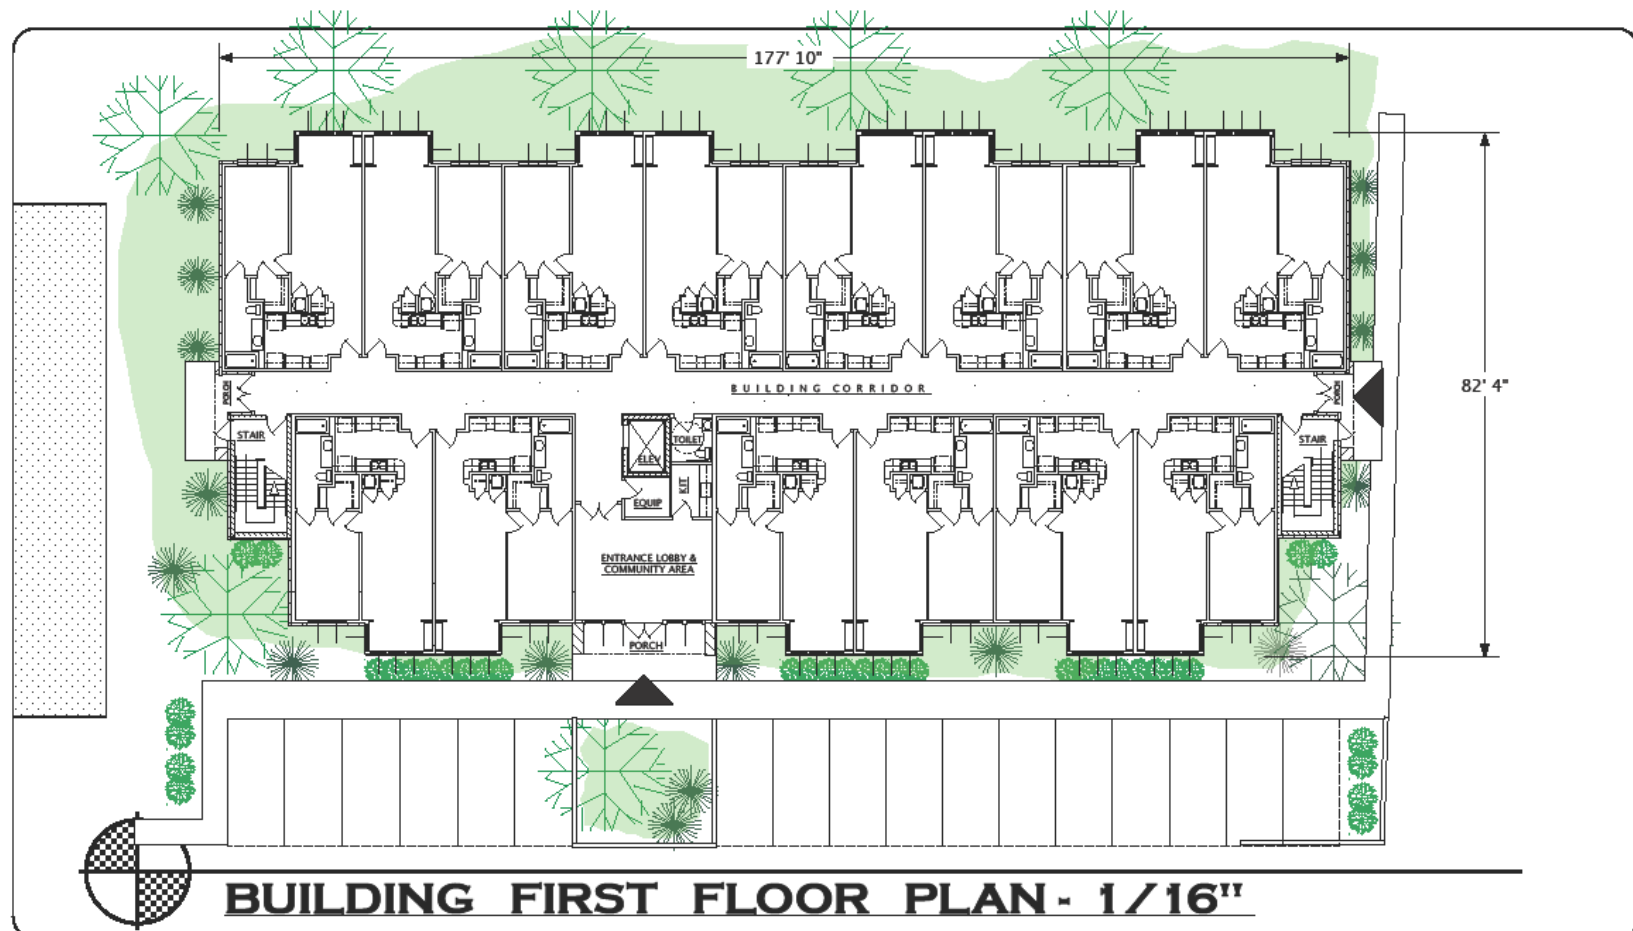 177' 10"
BUILDING CORRIDOR
82' 4"
PORCH
PORCH
STAIR
TOILET
STAIR
ELEV
KIT
EQUIP
ENTRANCE LOBBY &
COMMUNITY AREA
PORCH
BUILDING FIRST FLOOR PLAN - 1/16"